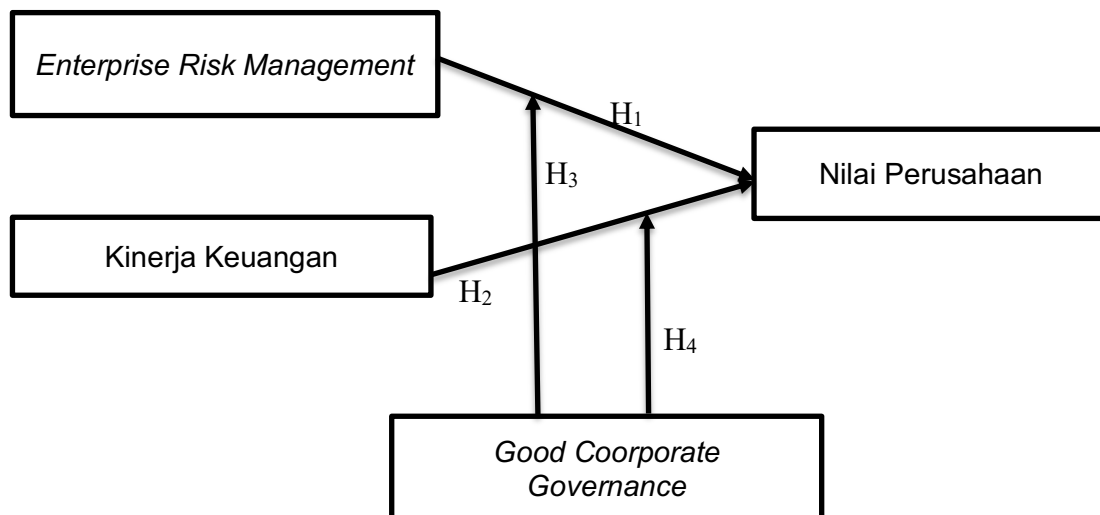 Enterprise Risk Management
H₁
Nilai Perusahaan
H₃
Kinerja Keuangan
H₂
H₄
Good Coorporate
Governance